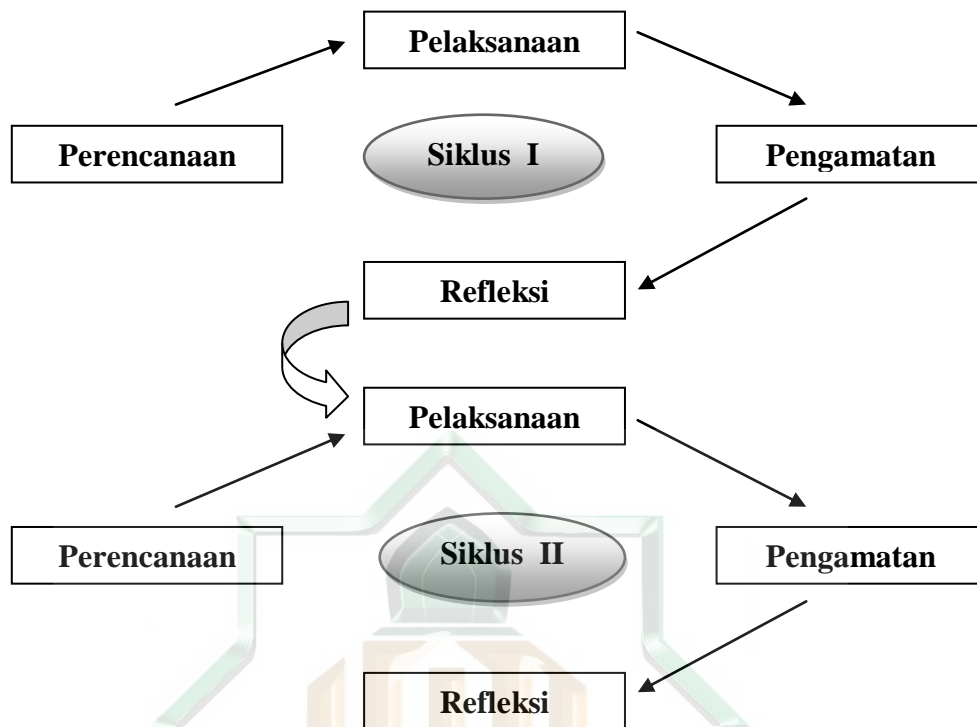 Pelaksanaan
Perencanaan
Siklus I
Pengamatan
Refleksi
Pelaksanaan
Perencanaan
Siklus II
Pengamatan
Refleksi